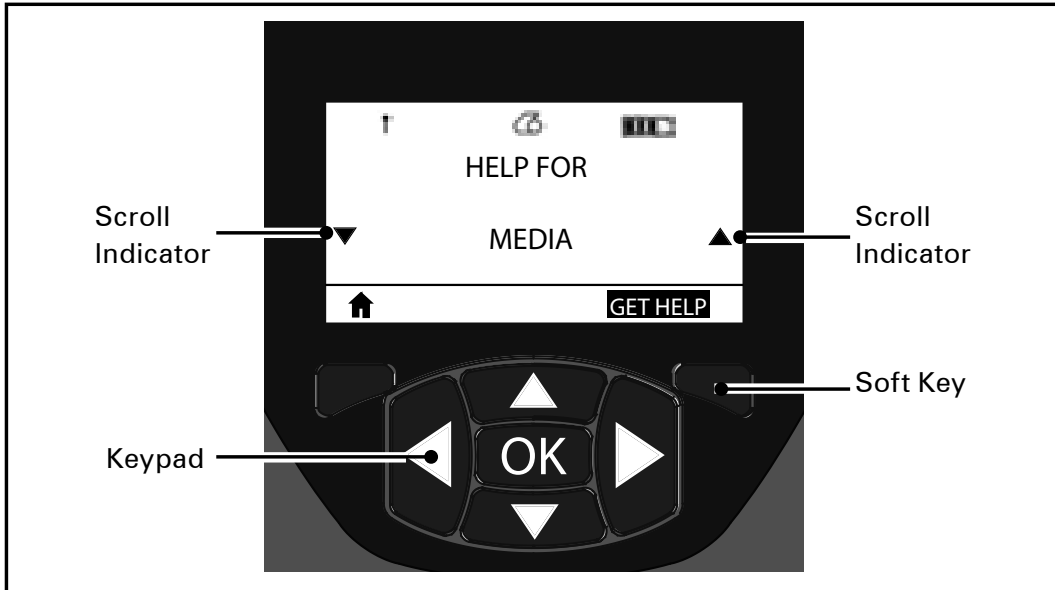 HELP FOR
Scroll
Indicator
MEDIA
Scroll
Indicator
GET HELP
Soft Key
Keypad
OK